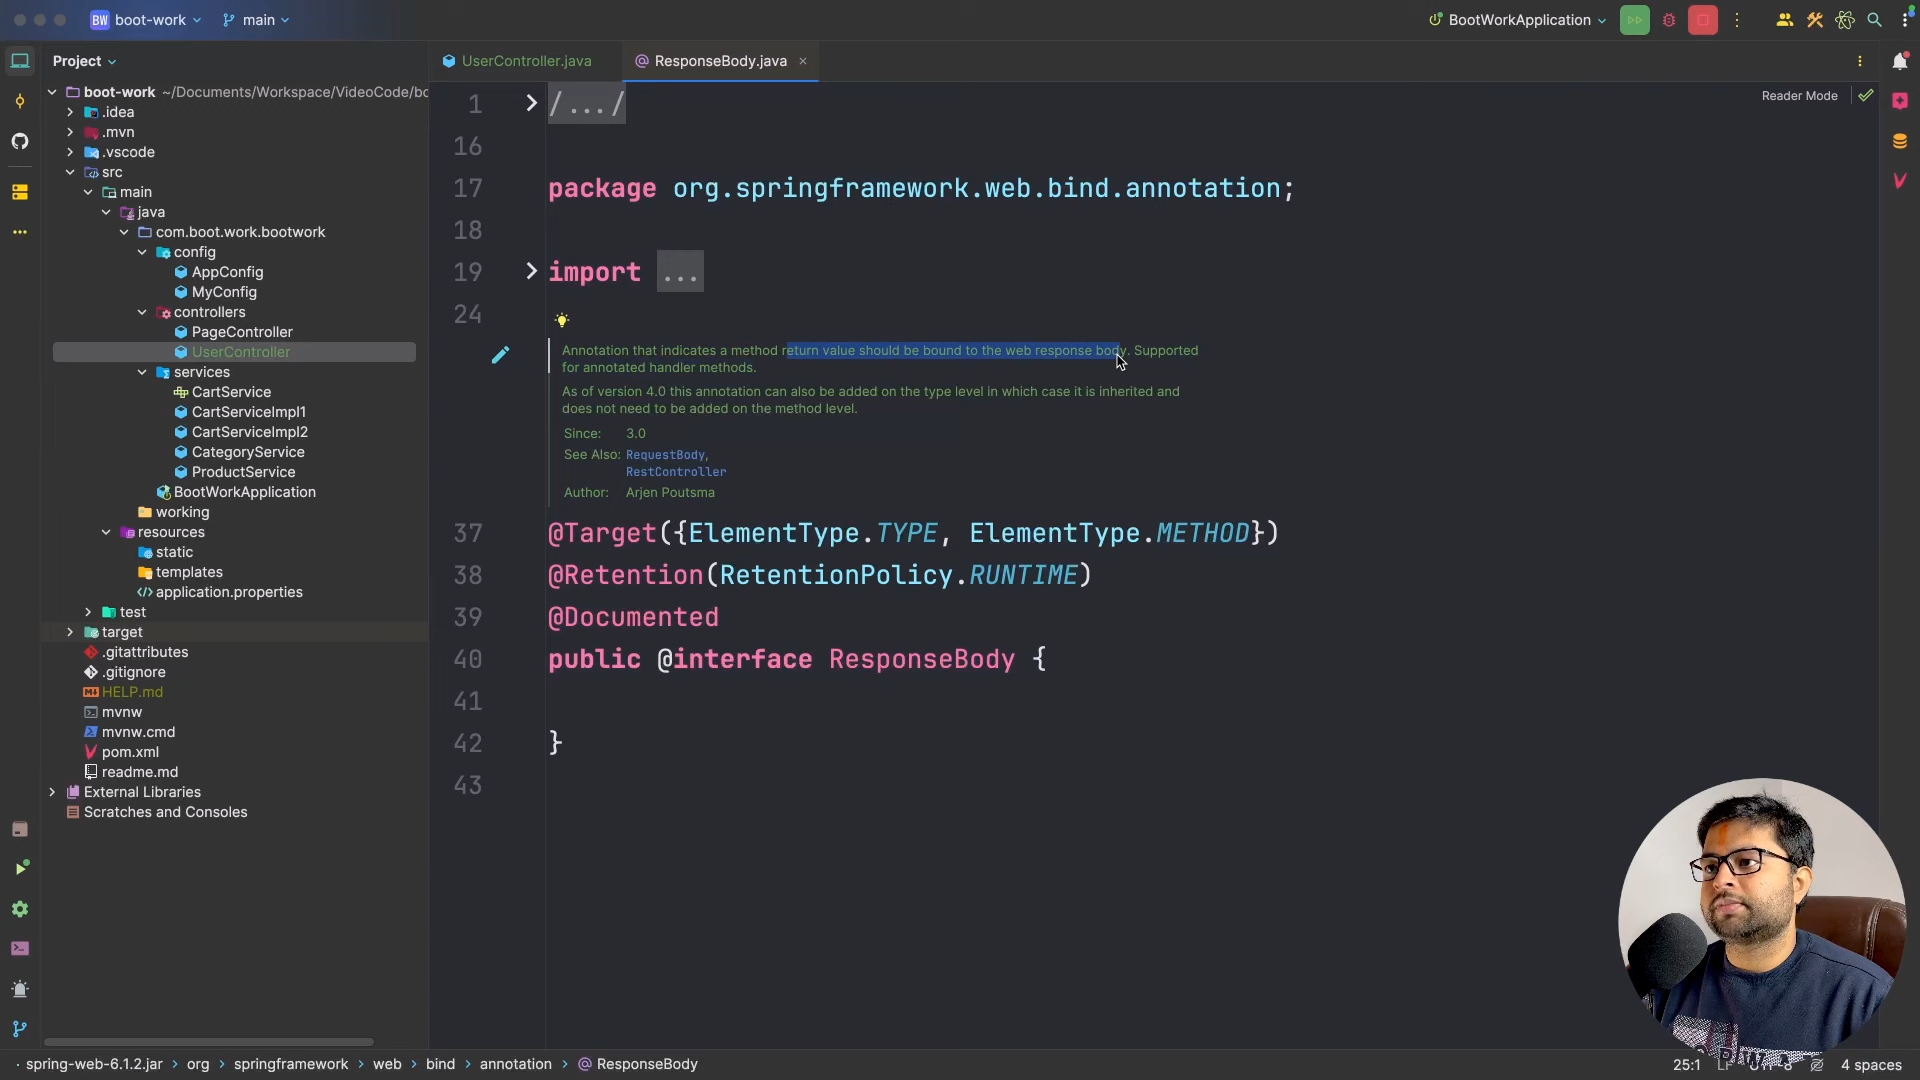 BW boot-work main
BootWorkApplication
Project
UserController.java
ResponseBody.java
Reader Mode
boot-work ~/Documents/Workspace/VideoCode/bo
.idea
.mvn
.vscode
src
main
java
com.boot.work.bootwork
config
AppConfig
MyConfig
controllers
PageController
UserController
services
CartService
CartServiceImpl1
CartServiceImpl2
CategoryService
ProductService
BootWorkApplication
working
resources
static
templates
application.properties
test
target
.gitattributes
.gitignore
HELP.md
mvnw
mvnw.cmd
pom.xml
readme.md
External Libraries
Scratches and Consoles
1 /.../
16
17 package org.springframework.web.bind.annotation;
18
19 import ...
24
Annotation that indicates a method return value should be bound to the web response body. Supported
for annotated handler methods.
As of version 4.0 this annotation can also be added on the type level in which case it is inherited and
does not need to be added on the method level.
Since: 3.0
See Also: RequestBody,
RestController
Author: Arjen Poutsma
37 @Target({ElementType.TYPE, ElementType.METHOD})
38 @Retention(RetentionPolicy.RUNTIME)
39 @Documented
40 public @interface ResponseBody {
41
42 }
43
spring-web-6.1.2.jar > org > springframework > web > bind > annotation > ResponseBody
25:1 LF UTF-8 4 spaces